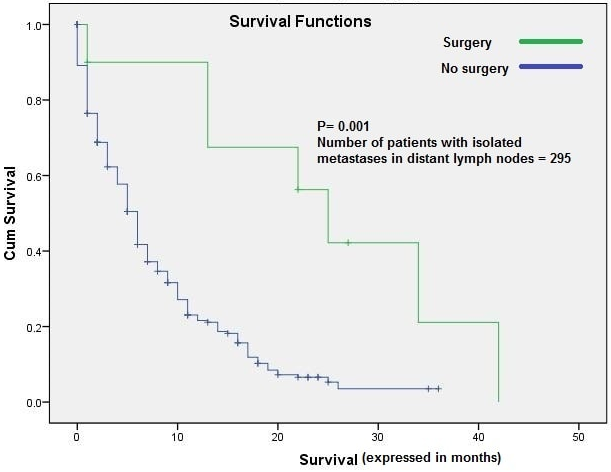 Survival Functions
Surgery
No surgery
P= 0.001
Number of patients with isolated
metastases in distant lymph nodes = 295
Cum Survival
1.0
0.8
0.6
0.4
0.2
0.0
0 10 20 30 40 50
Survival (expressed in months)